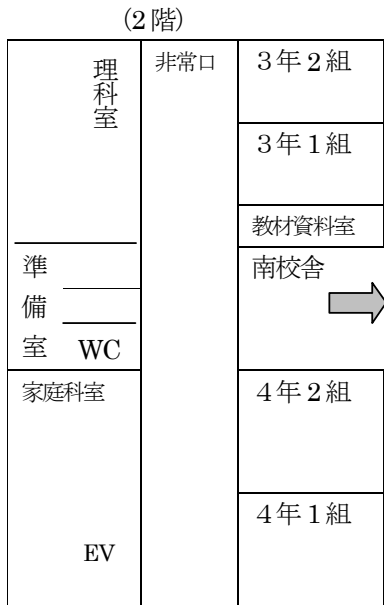 (2階)
理科室
非常口
3年2組
3年1組
教材資料室
準備室
南校舎
WC
家庭科室
4年2組
4年1組
EV